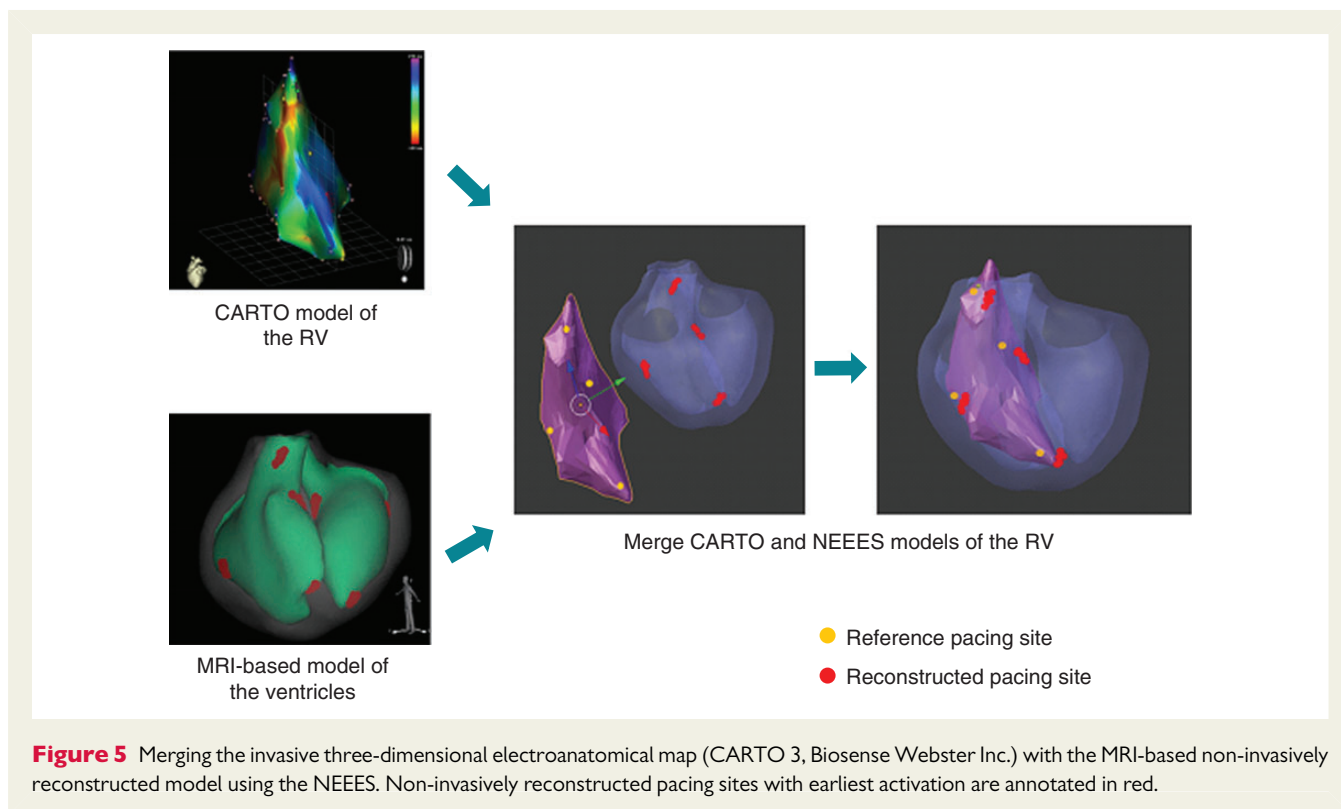 CARTO model of
the RV
MRI-based model of
the ventricles
Merge CARTO and NEEES models of the RV
Reference pacing site
Reconstructed pacing site
Figure 5 Merging the invasive three-dimensional electroanatomical map (CARTO 3, Biosense Webster Inc.) with the MRI-based non-invasively
reconstructed model using the NEEES. Non-invasively reconstructed pacing sites with earliest activation are annotated in red.